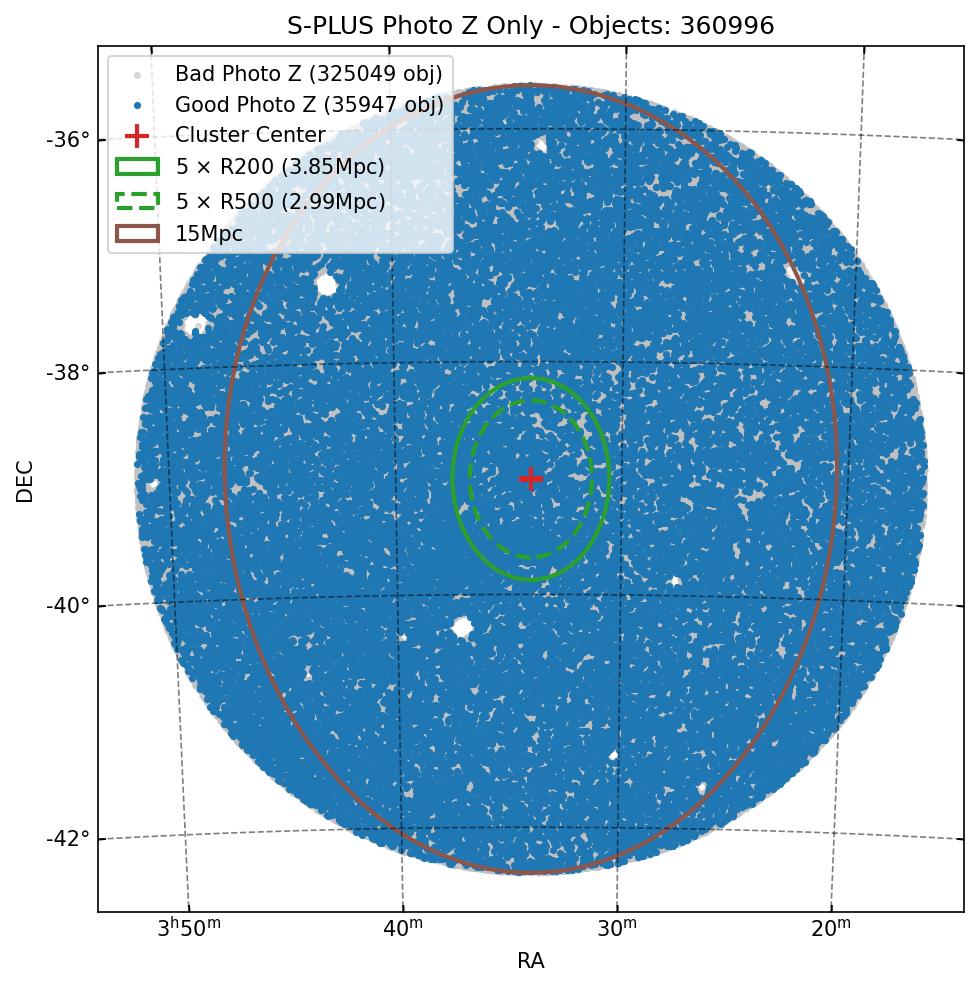 S-PLUS Photo Z Only - Objects: 360996
Bad Photo Z (325049 obj)
Good Photo Z (35947 obj)
Cluster Center
5 × R200 (3.85Mpc)
5 × R500 (2.99Mpc)
15Mpc
-36°
-38°
-40°
-42°
DEC
3ʰ50ᵐ 40ᵐ 30ᵐ 20ᵐ
RA